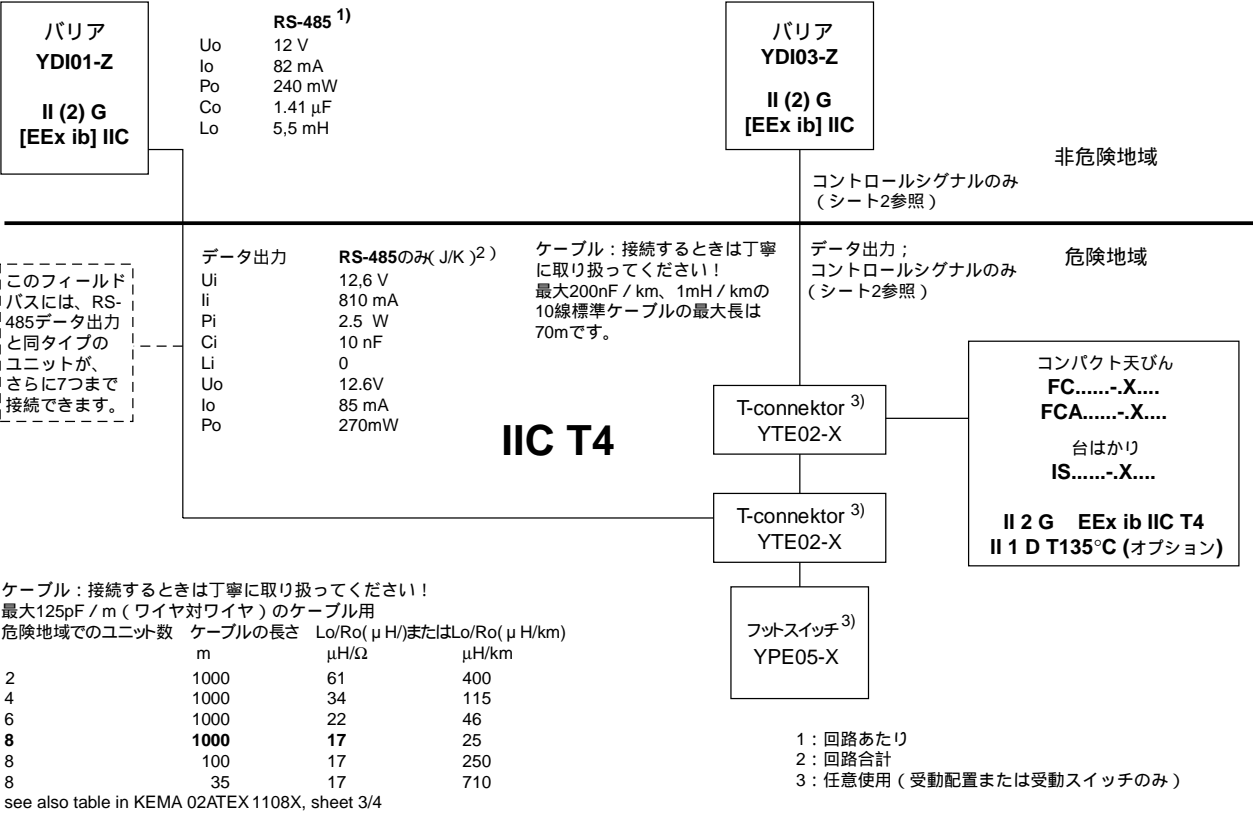 バリア
YDI01-Z
II (2) G
[EEx ib] IIC
RS-485 1)
Uo 12 V
Io 82 mA
Po 240 mW
Co 1.41 μF
Lo 5,5 mH
バリア
YDI03-Z
II (2) G
[EEx ib] IIC
非危険地域
コントロールシグナルのみ
(シート2参照)
このフィールド
バスには、RS-
485データ出力
と同タイプの
ユニットが、
さらに7つまで
接続できます。
データ出力 RS-485のみ( J/K )2)
Ui 12,6 V
Ii 810 mA
Pi 2.5 W
Ci 10 nF
Li 0
Uo 12.6V
Io 85 mA
Po 270mW
ケーブル:接続するときは丁寧
に取り扱ってください!
最大200nF / km、1mH / kmの
10線標準ケーブルの最大長は
70mです。
データ出力;
コントロールシグナルのみ
(シート2参照)
危険地域
IIC T4
T-connektor 3)
YTE02-X
コンパクト天びん
FC......-.X....
FCA......-.X....
台はかり
IS......-.X....
II 2 G EEx ib IIC T4
II 1 D T135°C (オプション)
T-connektor 3)
YTE02-X
フットスイッチ3)
YPE05-X
ケーブル:接続するときは丁寧に取り扱ってください!
最大125pF / m(ワイヤ対ワイヤ)のケーブル用
危険地域でのユニット数 ケーブルの長さ Lo/Ro( μ H/)またはLo/Ro( μ H/km)
m μH/Ω μH/km
2 1000 61 400
4 1000 34 115
6 1000 22 46
8 1000 17 25
8 100 17 250
8 35 17 710
see also table in KEMA 02ATEX1108X, sheet 3/4
1:回路あたり
2:回路合計
3:任意使用(受動配置または受動スイッチのみ)